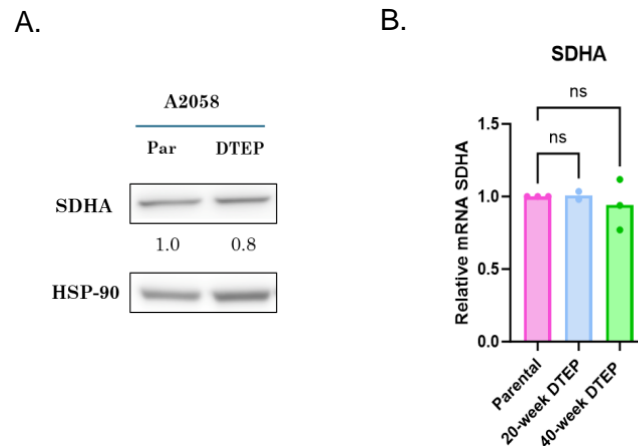 A.
A2058
Par DTEP
SDHA
1.0 0.8
HSP-90
B.
SDHA
ns
ns
Relative mRNA SDHA
1.5
1.0
0.5
0.0
Parental
20-week DTEP
40-week DTEP